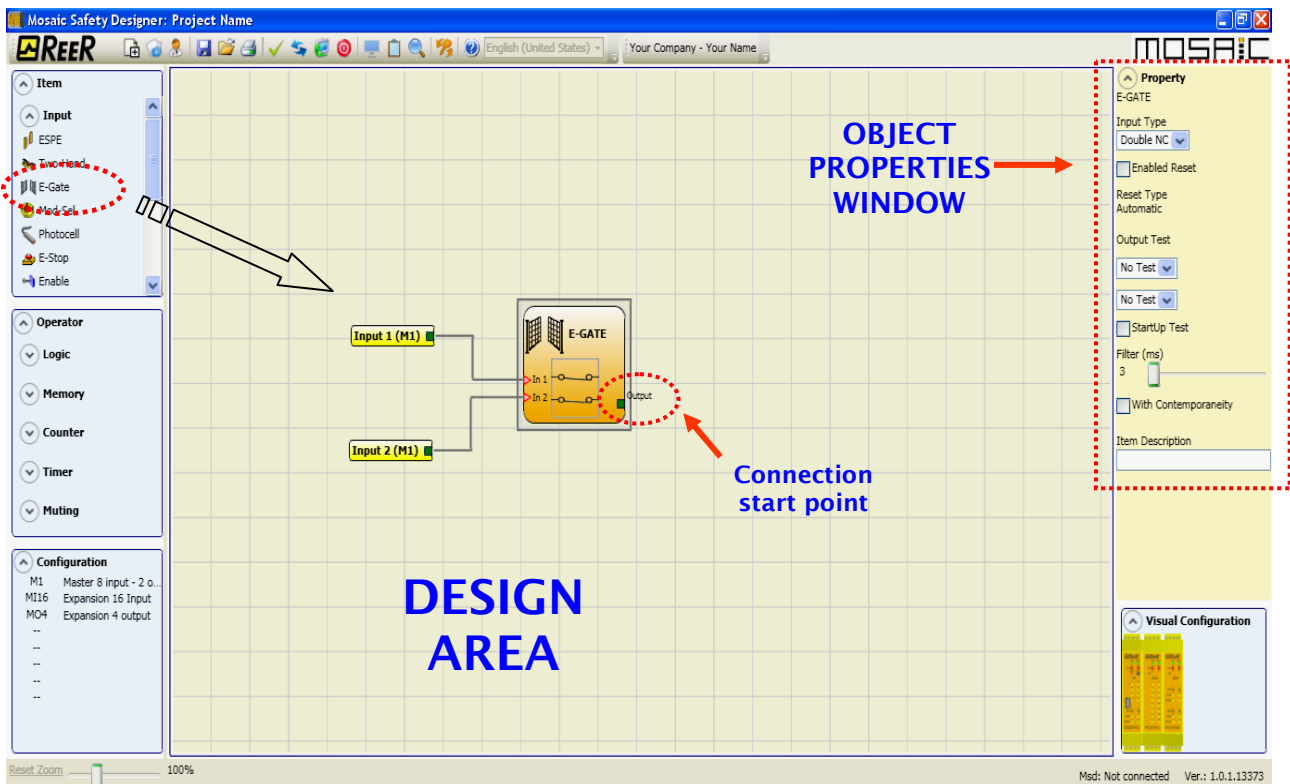 Mosaic Safety Designer: Project Name
REER
English (United States)
Your Company - Your Name
MOSAIC
Item
Input
ESPE
Two-Hand
E-Gate
Mod-Sel
Photocell
E-Stop
Enable
Operator
Logic
Memory
Counter
Timer
Muting
Configuration
M1 Master 8 input - 2 o...
MI16 Expansion 16 Input
MO4 Expansion 4 output
--
--
--
--
--
Reset Zoom
100%
Input 1 (M1)
Input 2 (M1)
E-GATE
In 1
In 2
Output
OBJECT
PROPERTIES
WINDOW
Connection
start point
DESIGN
AREA
Property
E-GATE
Input Type
Double NC
Enabled Reset
Reset Type
Automatic
Output Test
No Test
No Test
StartUp Test
Filter (ms)
3
With Contemporaneity
Item Description
Visual Configuration
Msd: Not connected Ver.: 1.0.1.13373